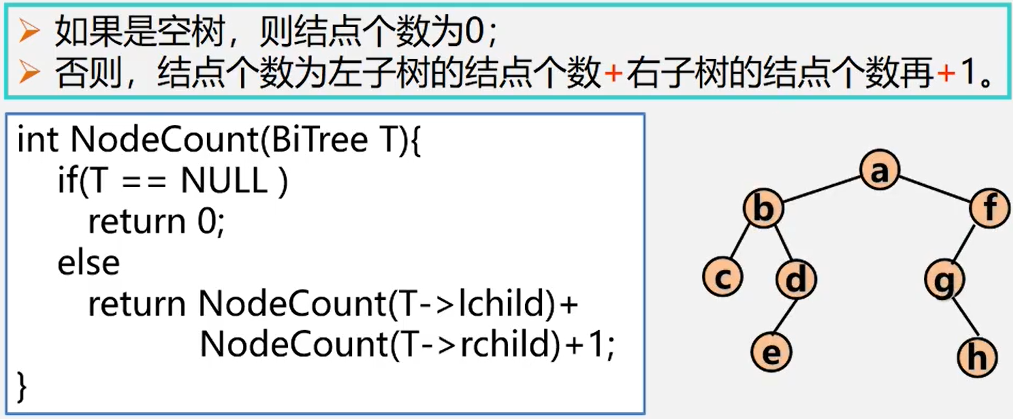 ➢ 如果是空树，则结点个数为0；
➢ 否则，结点个数为左子树的结点个数+右子树的结点个数再+1。
int NodeCount(BiTree T){
if(T == NULL )
return 0;
else
return NodeCount(T->lchild)+
NodeCount(T->rchild)+1;
}
a
b f
c d g
e h